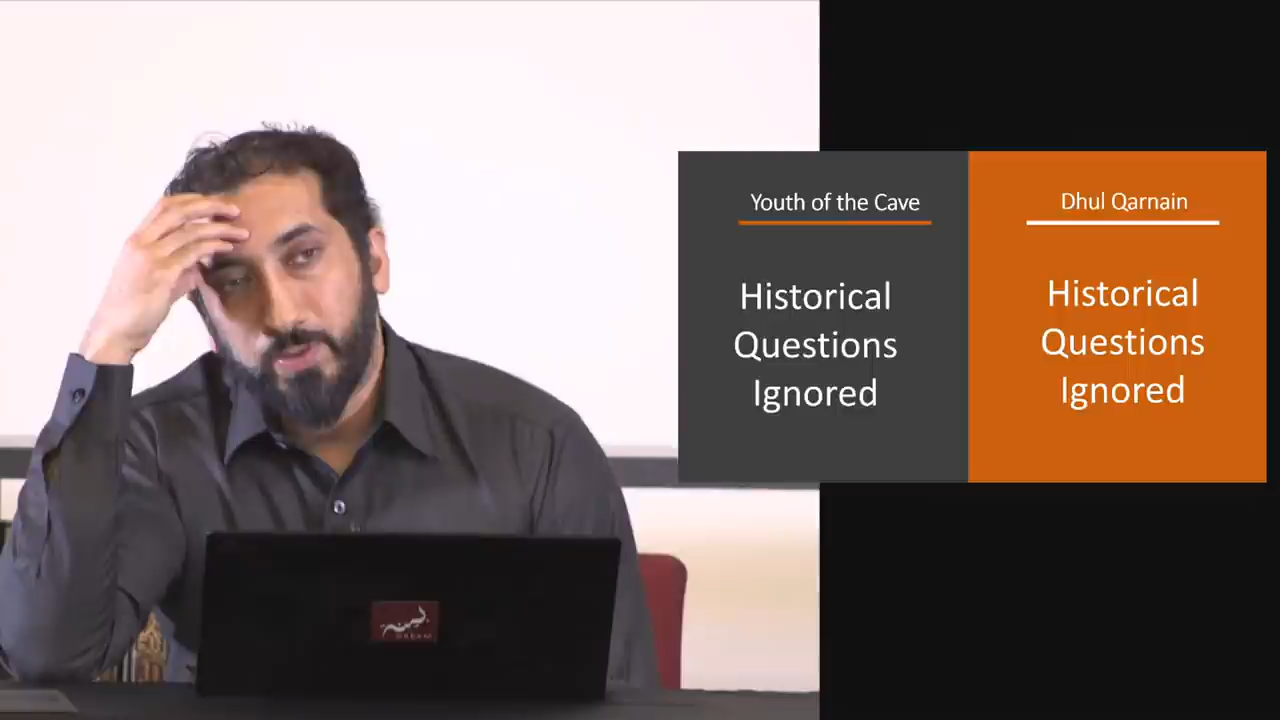 Youth of the Cave
Historical
Questions
Ignored
Dhul Qarnain
Historical
Questions
Ignored